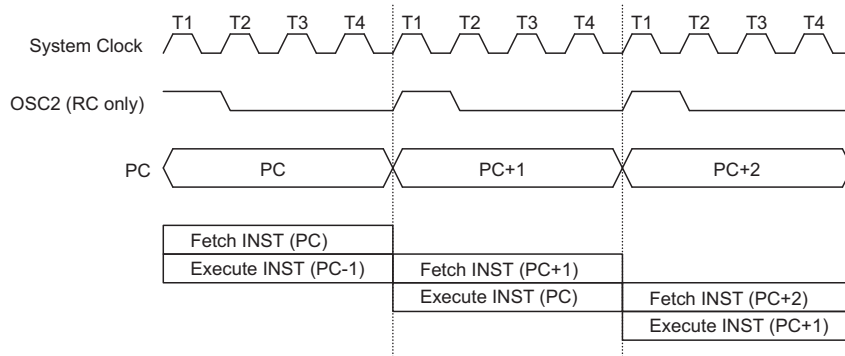 T1 T2 T3 T4 T1 T2 T3 T4 T1 T2 T3 T4
System Clock
OSC2 (RC only)
PC PC PC+1 PC+2
Fetch INST (PC)
Execute INST (PC-1) Fetch INST (PC+1)
Execute INST (PC) Fetch INST (PC+2)
Execute INST (PC+1)